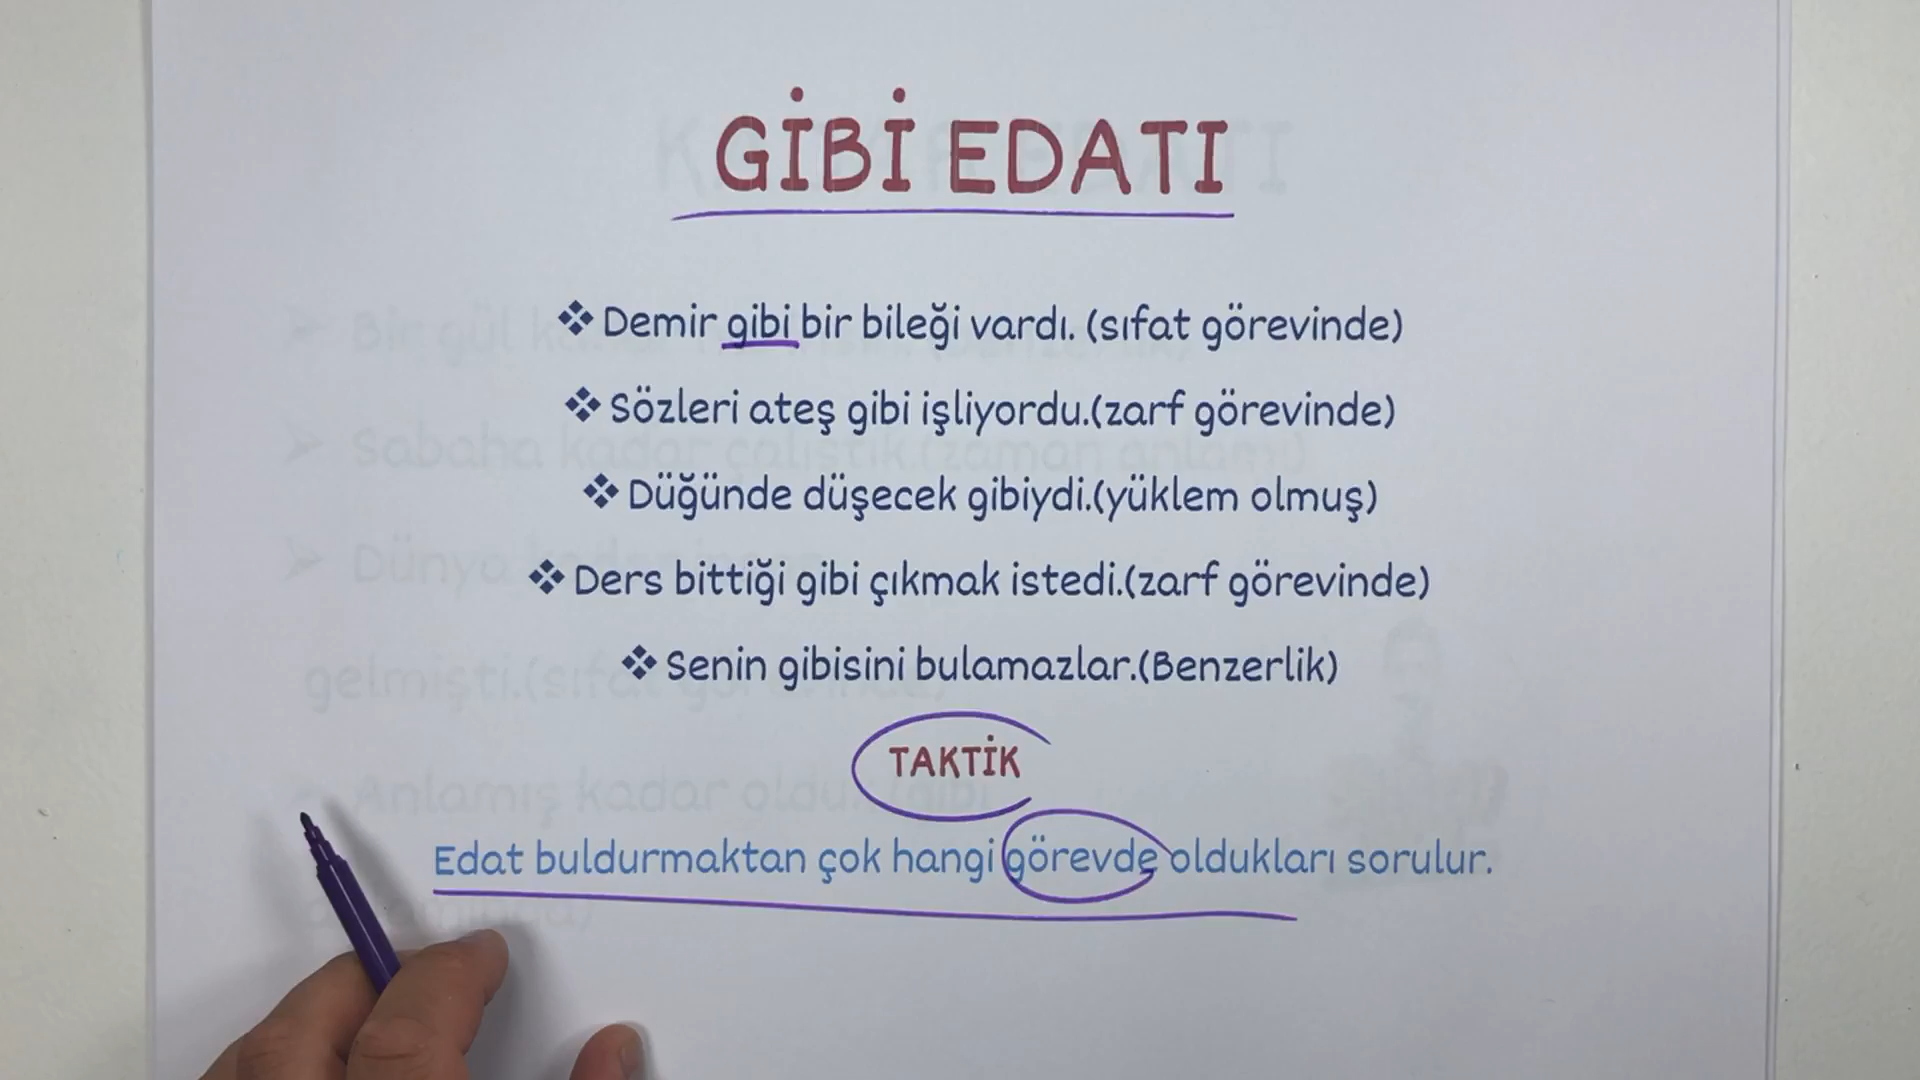 GİBİ EDATI
❖ Demir gibi bir bileği vardı. (sıfat görevinde)
❖ Sözleri ateş gibi işliyordu.(zarf görevinde)
❖ Düğünde düşecek gibiydi.(yüklem olmuş)
❖ Ders bittiği gibi çıkmak istedi.(zarf görevinde)
❖ Senin gibisini bulamazlar.(Benzerlik)
TAKTİK
Edat buldurmaktan çok hangi görevde oldukları sorulur.